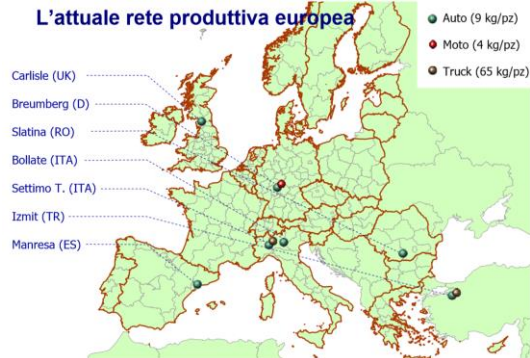 L'attuale rete produttiva europea
Auto (9 kg/pz)
Moto (4 kg/pz)
Truck (65 kg/pz)
Carlisle (UK)
Breumberg (D)
Slatina (RO)
Bollate (ITA)
Settimo T. (ITA)
Izmit (TR)
Manresa (ES)